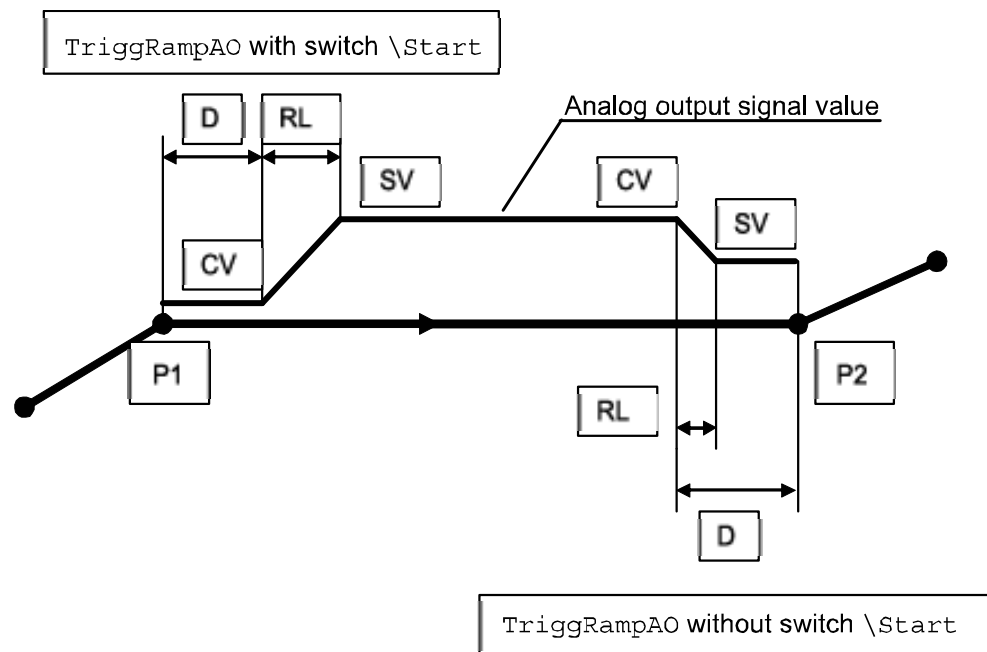 TriggRampAO with switch \Start
D
RL
Analog output signal value
SV
CV
SV
CV
P1
P2
RL
D
TriggRampAO without switch \Start